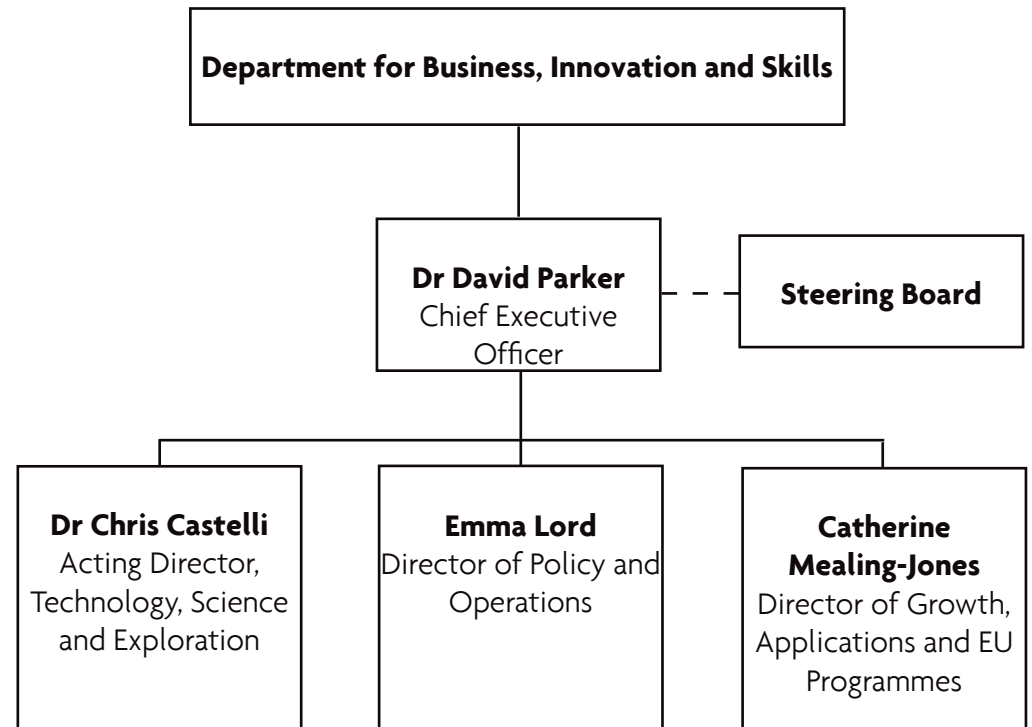 Department for Business, Innovation and Skills
Dr David Parker
Chief Executive
Officer
Steering Board
Dr Chris Castelli
Acting Director,
Technology, Science
and Exploration
Emma Lord
Director of Policy and
Operations
Catherine
Mealing-Jones
Director of Growth,
Applications and EU
Programmes